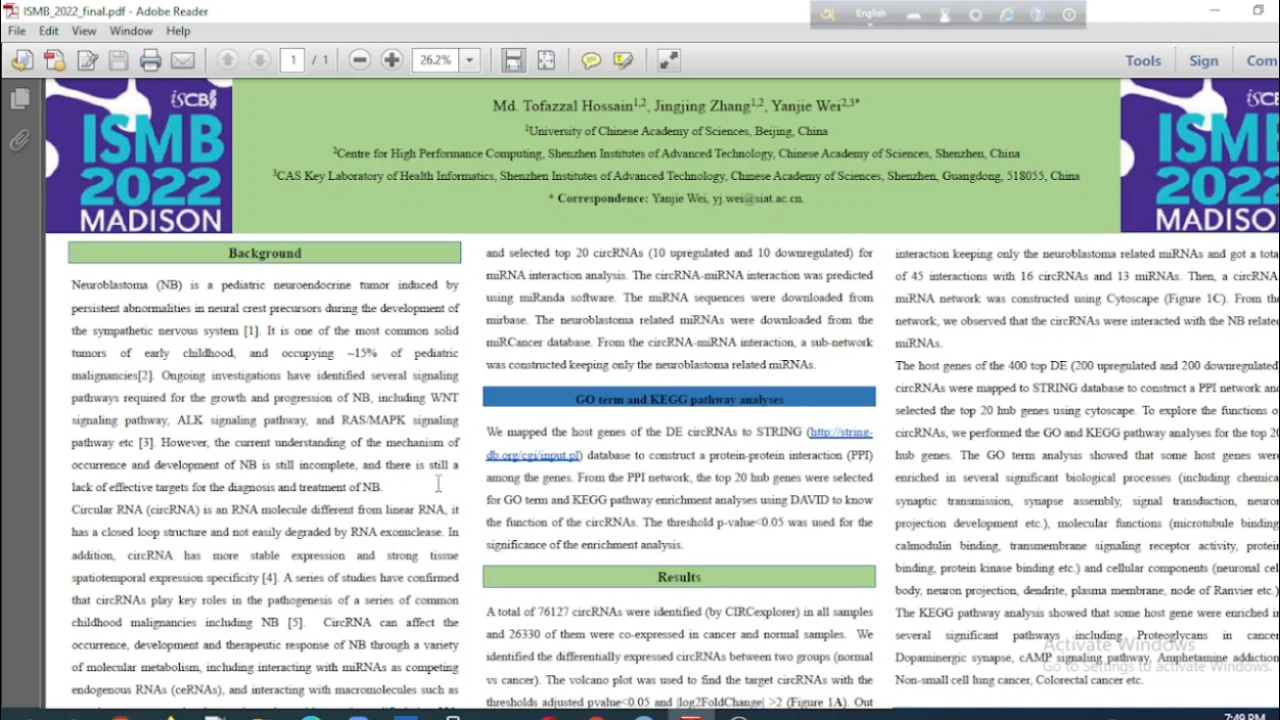 ISMB_2022_final.pdf - Adobe Reader
English
File Edit View Window Help
1 / 1
26.2%
Tools
Sign
Com
iSCB
ISMB
2022
MADISON
Md. Tofazzal Hossain1,2, Jingjing Zhang1,2, Yanjie Wei2,3*
1University of Chinese Academy of Sciences, Beijing, China
2Centre for High Performance Computing, Shenzhen Institutes of Advanced Technology, Chinese Academy of Sciences, Shenzhen, China
3CAS Key Laboratory of Health Informatics, Shenzhen Institutes of Advanced Technology, Chinese Academy of Sciences, Shenzhen, Guangdong, 518055, China
* Correspondence: Yanjie Wei, yj.wei@siat.ac.cn.
iSC
ISM
2022
MADISON
Background
Neuroblastoma (NB) is a pediatric neuroendocrine tumor induced by
persistent abnormalities in neural crest precursors during the development of
the sympathetic nervous system [1]. It is one of the most common solid
tumors of early childhood, and occupying ~15% of pediatric
malignancies[2]. Ongoing investigations have identified several signaling
pathways required for the growth and progression of NB, including WNT
signaling pathway, ALK signaling pathway, and RAS/MAPK signaling
pathway etc [3]. However, the current understanding of the mechanism of
occurrence and development of NB is still incomplete, and there is still a
lack of effective targets for the diagnosis and treatment of NB.
Circular RNA (circRNA) is an RNA molecule different from linear RNA, it
has a closed loop structure and not easily degraded by RNA exonuclease. In
addition, circRNA has more stable expression and strong tissue
spatiotemporal expression specificity [4]. A series of studies have confirmed
that circRNAs play key roles in the pathogenesis of a series of common
childhood malignancies including NB [5]. CircRNA can affect the
occurrence, development and therapeutic response of NB through a variety
of molecular metabolism, including interacting with miRNAs as competing
endogenous RNAs (ceRNAs), and interacting with macromolecules such as
and selected top 20 circRNAs (10 upregulated and 10 downregulated) for
miRNA interaction analysis. The circRNA-miRNA interaction was predicted
using miRanda software. The miRNA sequences were downloaded from
mirbase. The neuroblastoma related miRNAs were downloaded from the
miRCancer database. From the circRNA-miRNA interaction, a sub-network
was constructed keeping only the neuroblastoma related miRNAs.
GO term and KEGG pathway analyses
We mapped the host genes of the DE circRNAs to STRING (http://string-
db.org/cgi/input.pl) database to construct a protein-protein interaction (PPI)
among the genes. From the PPI network, the top 20 hub genes were selected
for GO term and KEGG pathway enrichment analyses using DAVID to know
the function of the circRNAs. The threshold p-value<0.05 was used for the
significance of the enrichment analysis.
Results
A total of 76127 circRNAs were identified (by CIRCexplorer) in all samples
and 26330 of them were co-expressed in cancer and normal samples. We
identified the differentially expressed circRNAs between two groups (normal
vs cancer). The volcano plot was used to find the target circRNAs with the
thresholds adjusted pvalue<0.05 and |log2FoldChange| >2 (Figure 1A). Out
interaction keeping only the neuroblastoma related miRNAs and got a tota
of 45 interactions with 16 circRNAs and 13 miRNAs. Then, a circRNA
miRNA network was constructed using Cytoscape (Figure 1C). From the
network, we observed that the circRNAs were interacted with the NB related
miRNAs.
The host genes of the 400 top DE (200 upregulated and 200 downregulated
circRNAs were mapped to STRING database to construct a PPI network and
selected the top 20 hub genes using cytoscape. To explore the functions o
circRNAs, we performed the GO and KEGG pathway analyses for the top 20
hub genes. The GO term analysis showed that some host genes were
enriched in several significant biological processes (including chemica
synaptic transmission, synapse assembly, signal transduction, neuron
projection development etc.), molecular functions (microtubule binding
calmodulin binding, transmembrane signaling receptor activity, protein
binding, protein kinase binding etc.) and cellular components (neuronal cel
body, neuron projection, dendrite, plasma membrane, node of Ranvier etc.)
The KEGG pathway analysis showed that some host gene were enriched in
several significant pathways including Proteoglycans in cancer
Dopaminergic synapse, cAMP signaling pathway, Amphetamine addiction
Non-small cell lung cancer, Colorectal cancer etc.
Activate Windows
Go to Settings to activate Windows.
7:49 PM